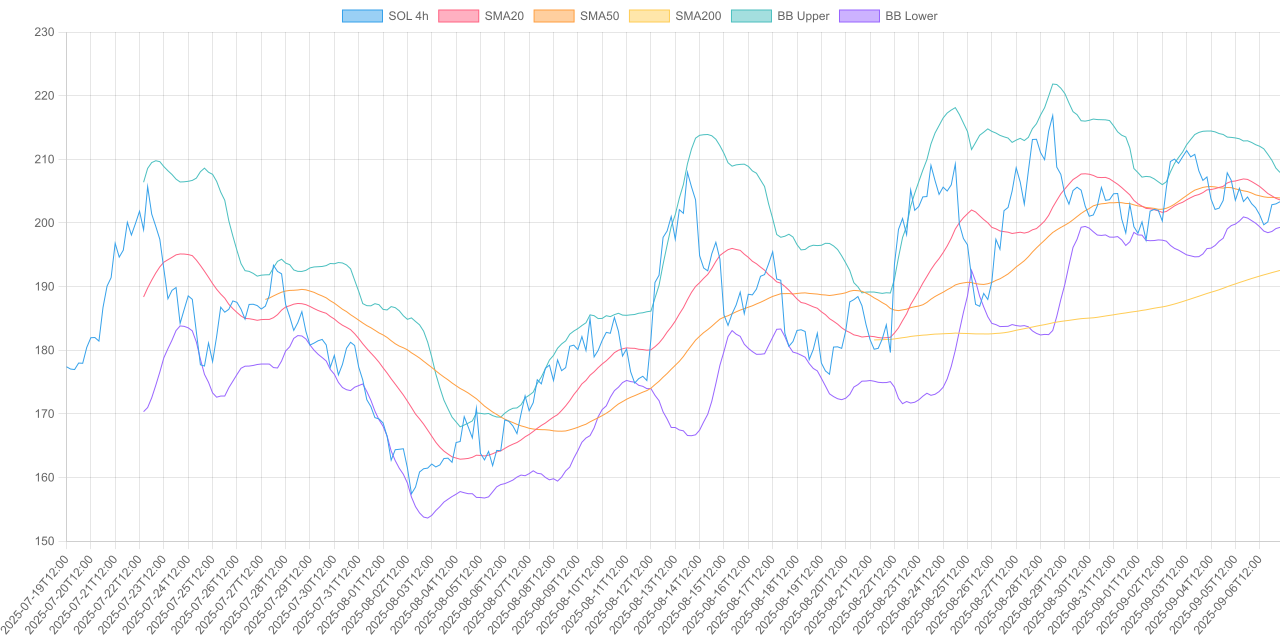 SOL 4h SMA20 SMA50 SMA200 BB Upper BB Lower
230
220
210
200
190
180
170
160
150
2025-07-19T12:00
2025-07-20T12:00
2025-07-21T12:00
2025-07-22T12:00
2025-07-23T12:00
2025-07-24T12:00
2025-07-25T12:00
2025-07-26T12:00
2025-07-27T12:00
2025-07-28T12:00
2025-07-29T12:00
2025-07-30T12:00
2025-07-31T12:00
2025-08-01T12:00
2025-08-02T12:00
2025-08-03T12:00
2025-08-04T12:00
2025-08-05T12:00
2025-08-06T12:00
2025-08-07T12:00
2025-08-08T12:00
2025-08-09T12:00
2025-08-10T12:00
2025-08-11T12:00
2025-08-12T12:00
2025-08-13T12:00
2025-08-14T12:00
2025-08-15T12:00
2025-08-16T12:00
2025-08-17T12:00
2025-08-18T12:00
2025-08-19T12:00
2025-08-20T12:00
2025-08-21T12:00
2025-08-22T12:00
2025-08-23T12:00
2025-08-24T12:00
2025-08-25T12:00
2025-08-26T12:00
2025-08-27T12:00
2025-08-28T12:00
2025-08-29T12:00
2025-08-30T12:00
2025-08-31T12:00
2025-09-01T12:00
2025-09-02T12:00
2025-09-03T12:00
2025-09-04T12:00
2025-09-05T12:00
2025-09-06T12:00